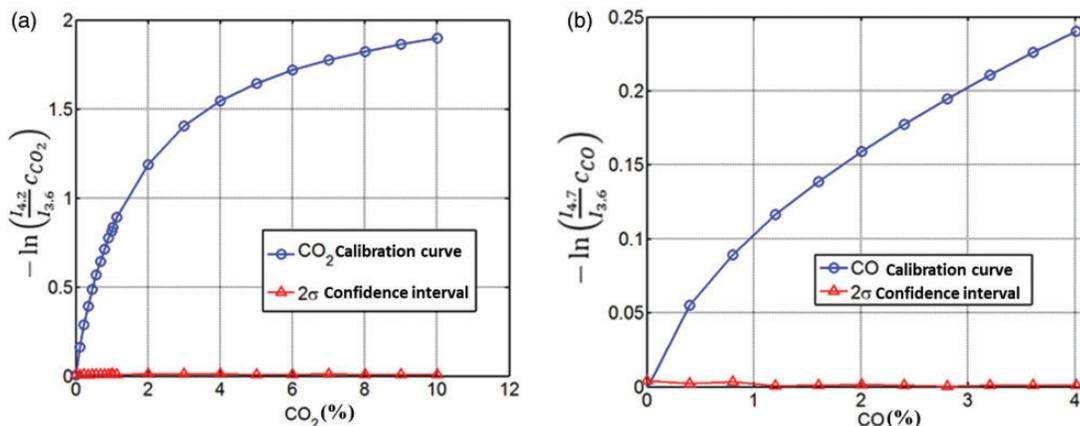 (a)
2
1.5
1
0.5
0
0 2 4 6 8 10 12
CO₂(%)
− ln (I₄.₂/I₃.₆ c_CO₂)
CO₂ Calibration curve
2σ Confidence interval
(b)
0.25
0.2
0.15
0.1
0.05
0
0 1 2 3 4
CO(%)
− ln (I₄.₇/I₃.₆ c_CO)
CO Calibration curve
2σ Confidence interval